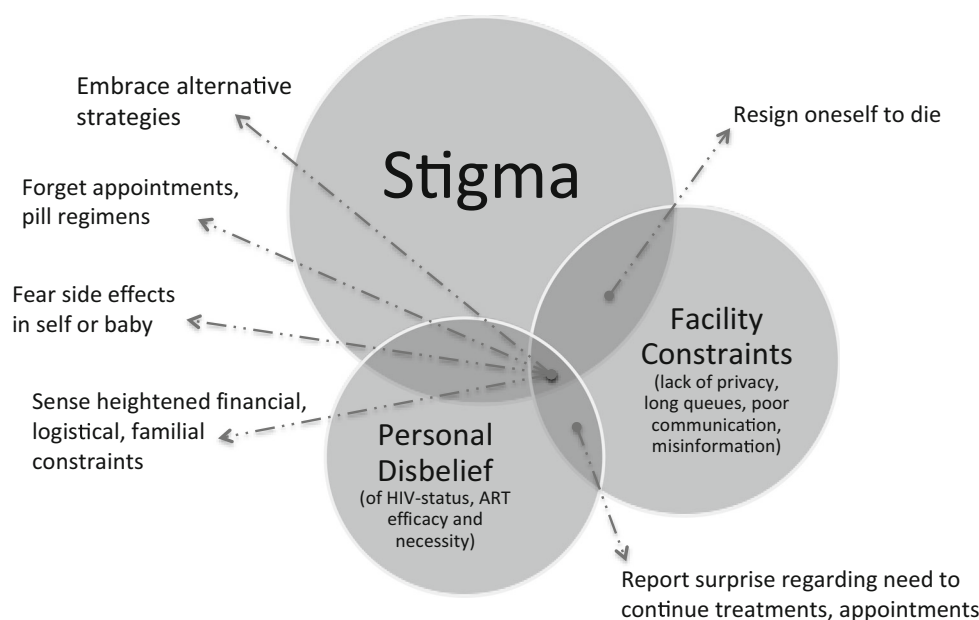 Embrace alternative
strategies
Resign oneself to die
Stigma
Forget appointments,
pill regimens
Fear side effects
in self or baby
Facility
Constraints
(lack of privacy,
long queues, poor
communication,
misinformation)
Sense heightened financial,
logistical, familial
constraints
Personal
Disbelief
(of HIV-status, ART
efficacy and
necessity)
Report surprise regarding need to
continue treatments, appointments